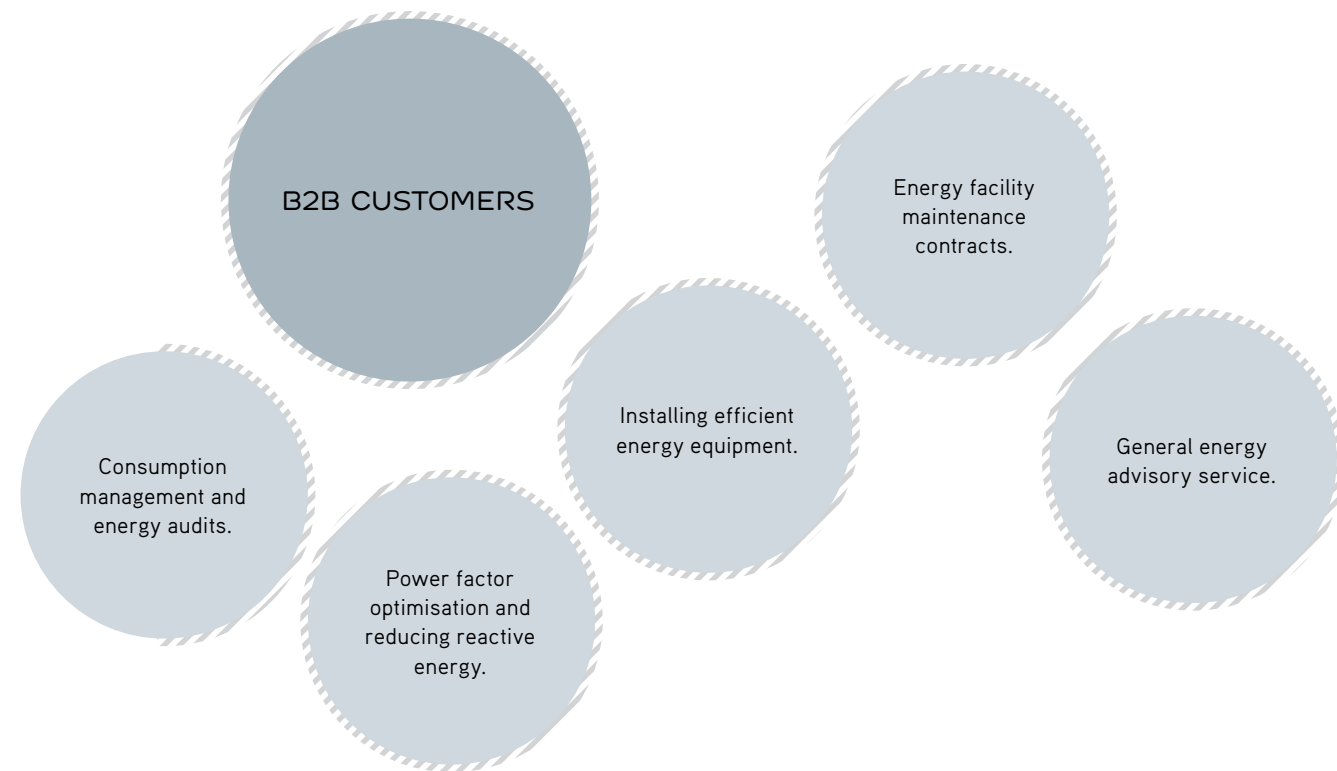 B2B CUSTOMERS
Energy facility
maintenance
contracts.
Installing efficient
energy equipment.
General energy
advisory service.
Consumption
management and
energy audits.
Power factor
optimisation and
reducing reactive
energy.